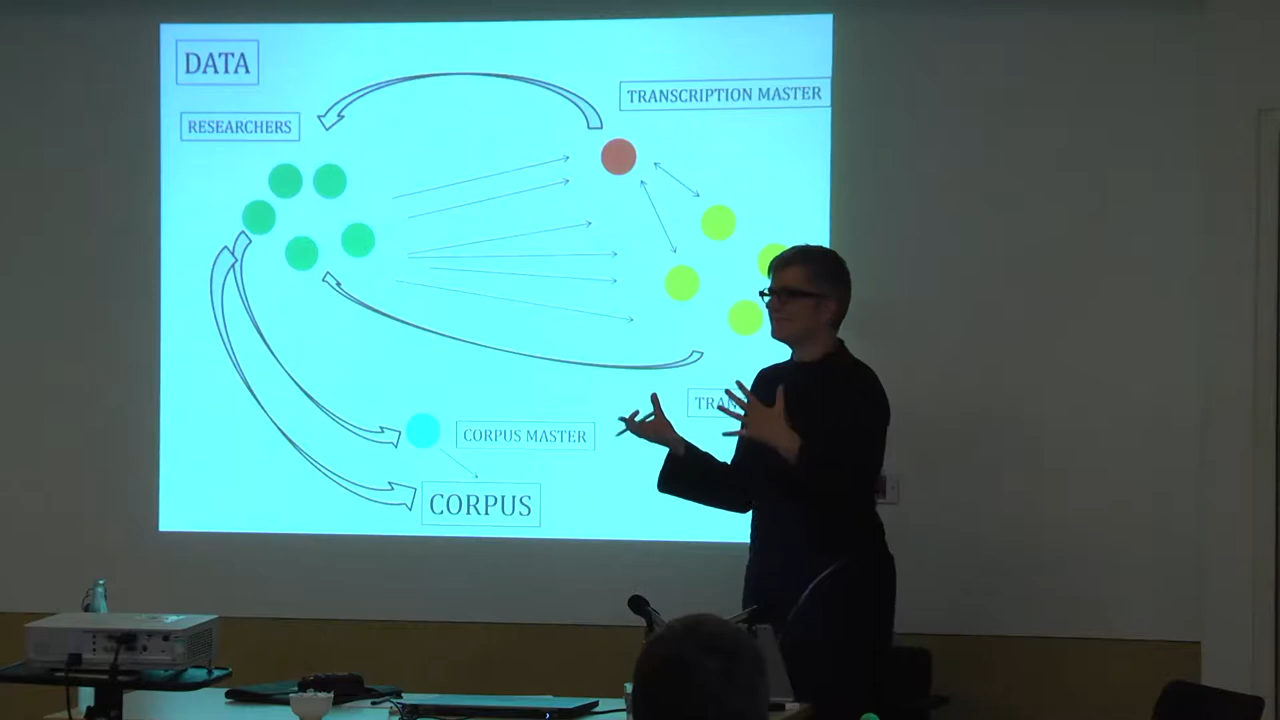 DATA
TRANSCRIPTION MASTER
RESEARCHERS
CORPUS MASTER
CORPUS